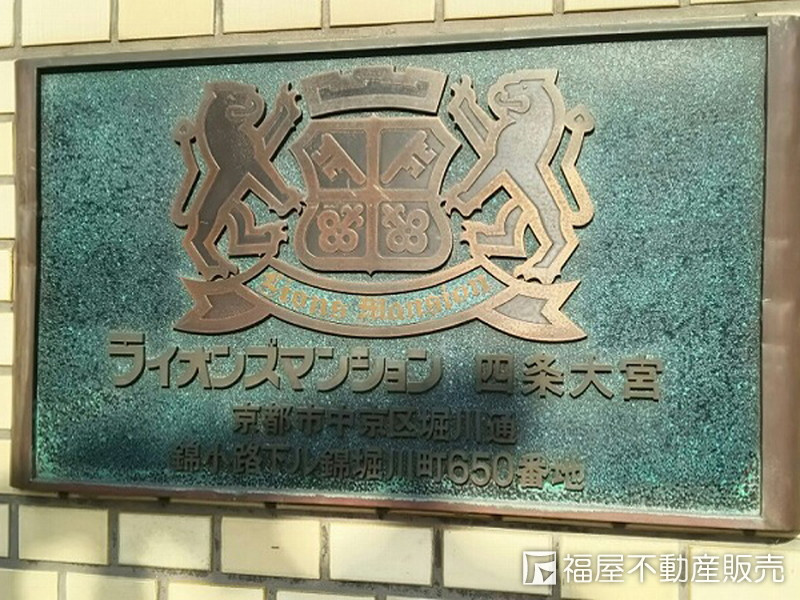 Lions Mansion
ライオンズマンション 四条大宮
京都市中京区堀川通
錦小路下ル錦堀川町650番地
福屋不動産販売